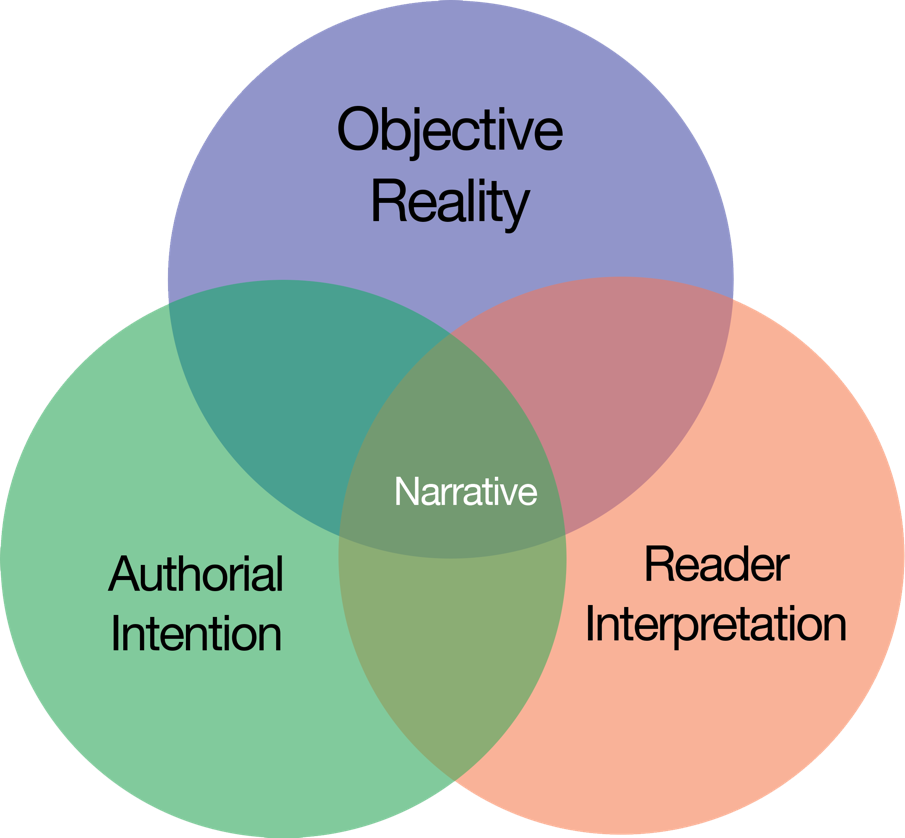 Objective
Reality
Narrative
Authorial
Intention
Reader
Interpretation